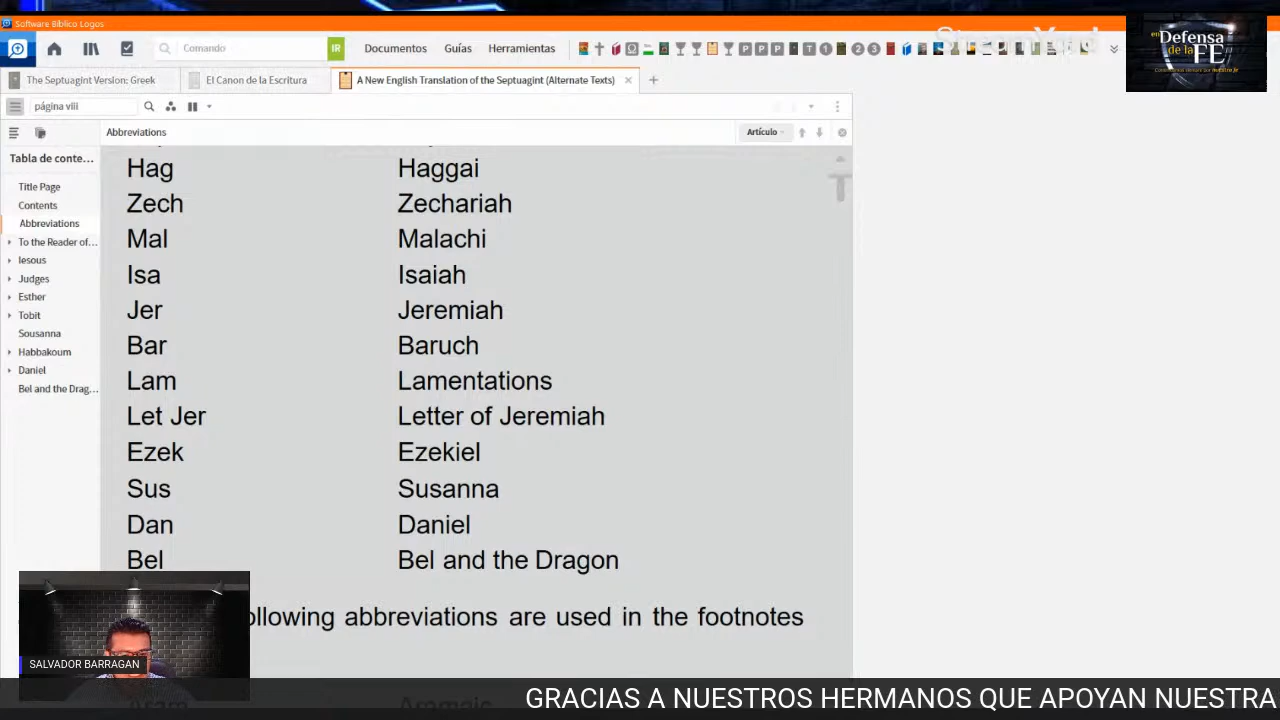 Software Bíblico Logos
Comando
IR
Documentos
Guías
Herramientas
en Defensa
de la FE
The Septuagint Version: Greek
El Canon de la Escritura
A New English Translation of the Septuagint (Alternate Texts)
página viii
Abbreviations
Artículo
Tabla de conte...
Title Page
Contents
Abbreviations
To the Reader of...
Iesous
Judges
Esther
Tobit
Sousanna
Habbakoum
Daniel
Bel and the Drag...
Hag Haggai
Zech Zechariah
Mal Malachi
Isa Isaiah
Jer Jeremiah
Bar Baruch
Lam Lamentations
Let Jer Letter of Jeremiah
Ezek Ezekiel
Sus Susanna
Dan Daniel
Bel Bel and the Dragon
ollowing abbreviations are used in the footnotes
SALVADOR BARRAGAN
Aram Aramaic
GRACIAS A NUESTROS HERMANOS QUE APOYAN NUESTRA